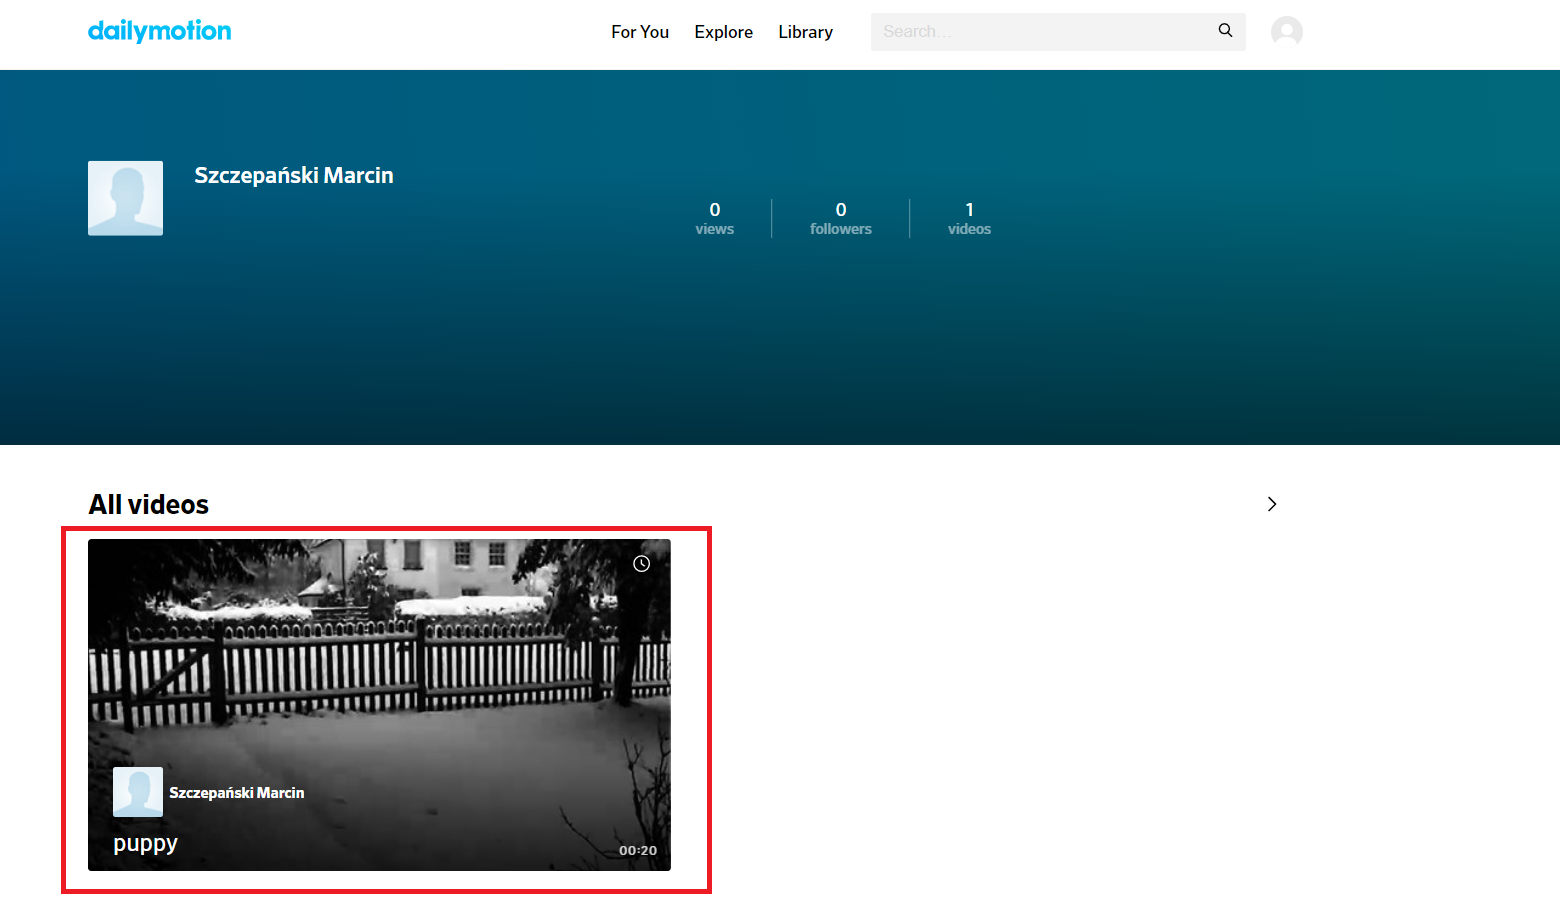 dailymotion
For You
Explore
Library
Search...
Szczepański Marcin
0
views
0
followers
1
videos
All videos
Szczepański Marcin
puppy
00:20